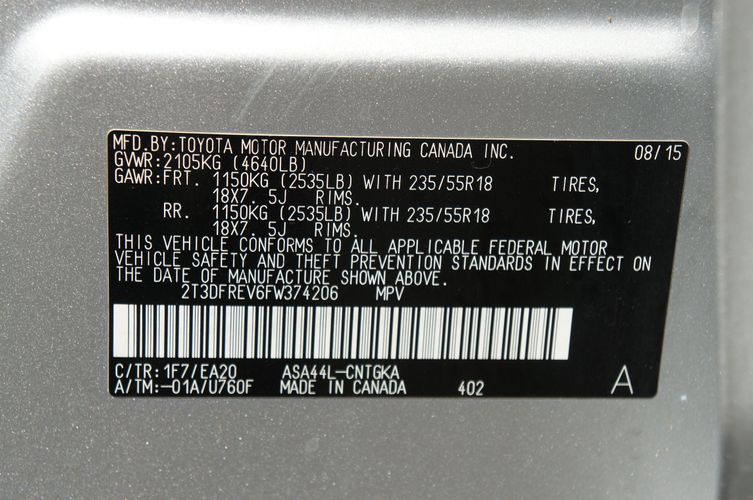 MFD.BY:TOYOTA MOTOR MANUFACTURING CANADA INC. 08/15
GVWR:2105KG (4640LB)
GAWR:FRT. 1150KG (2535LB) WITH 235/55R18 TIRES,
18X7. 5J RIMS.
RR. 1150KG (2535LB) WITH 235/55R18 TIRES,
18X7. 5J RIMS.
THIS VEHICLE CONFORMS TO ALL APPLICABLE FEDERAL MOTOR
VEHICLE SAFETY AND THEFT PREVENTION STANDARDS IN EFFECT ON
THE DATE OF MANUFACTURE SHOWN ABOVE.
2T3DFREV6FW374206 MPV
C/TR:1F7/EA20 ASA44L-CNTGKA
A/TM:-01A/U760F MADE IN CANADA 402 A